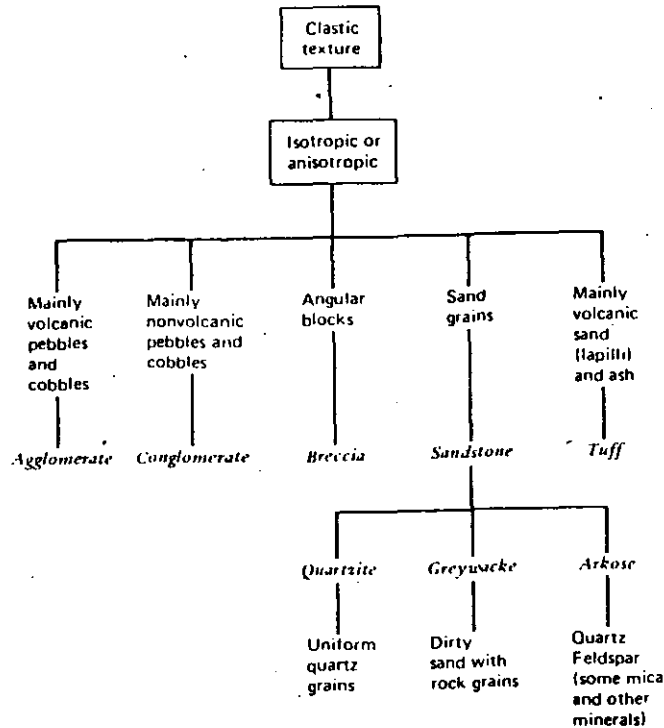 Clastic
texture
Isotropic or
anisotropic
Mainly
volcanic
pebbles
and
cobbles
Mainly
nonvolcanic
pebbles and
cobbles
Angular
blocks
Sand
grains
Mainly
volcanic
sand
(lapilli)
and ash
Agglomerate
Conglomerate
Breccia
Sandstone
Tuff
Quartzite
Greywacke
Arkose
Uniform
quartz
grains
Dirty
sand with
rock grains
Quartz
Feldspar
(some mica
and other
minerals)